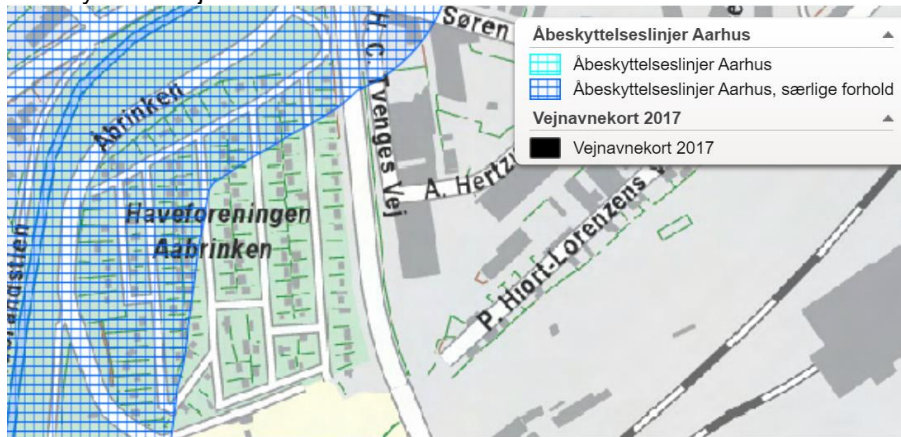 Søren
H. C. Tvenges Vej
Åbrinken
A. Hertz
Haveforeningen
Aabrinken
P. Hiort-Lorenzens
Åbeskyttelseslinjer Aarhus
Åbeskyttelseslinjer Aarhus
Åbeskyttelseslinjer Aarhus, særlige forhold
Vejnavnekort 2017
Vejnavnekort 2017